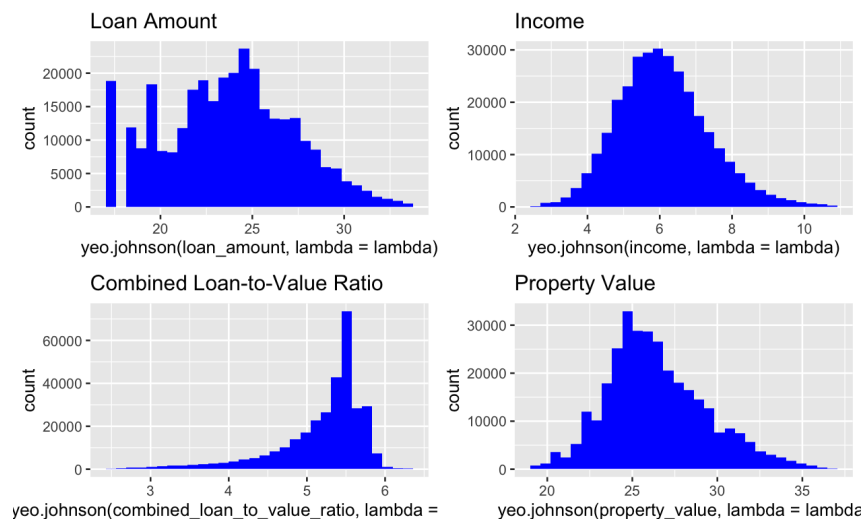 Loan Amount
count
20000
15000
10000
5000
0
20 25 30
yeo.johnson(loan_amount, lambda = lambda)
Income
count
30000
20000
10000
0
2 4 6 8 10
yeo.johnson(income, lambda = lambda)
Combined Loan-to-Value Ratio
count
60000
40000
20000
0
3 4 5 6
yeo.johnson(combined_loan_to_value_ratio, lambda =
Property Value
count
30000
20000
10000
0
20 25 30 35
yeo.johnson(property_value, lambda = lambda